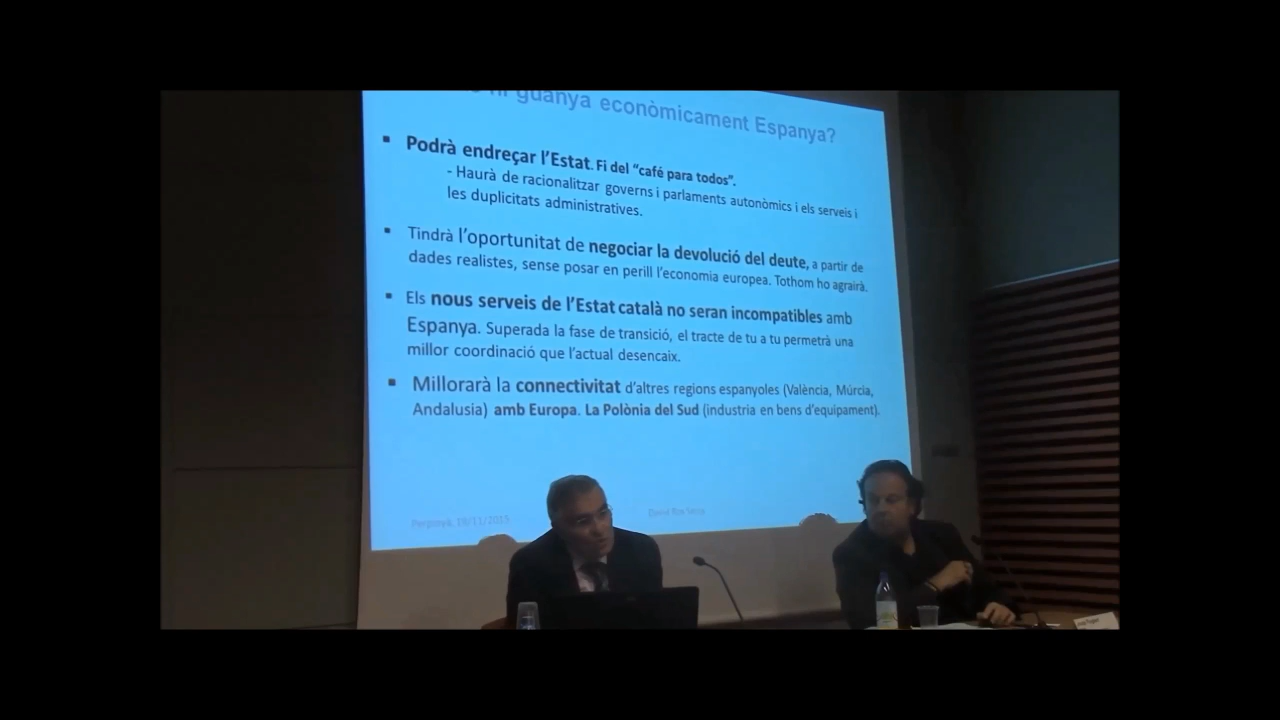 hi guanya econòmicament Espanya?
▪ Podrà endreçar l'Estat. Fi del "café para todos".
- Haurà de racionalitzar governs i parlaments autonòmics i els serveis i
les duplicitats administratives.
▪ Tindrà l'oportunitat de negociar la devolució del deute, a partir de
dades realistes, sense posar en perill l'economia europea. Tothom ho agrairà.
▪ Els nous serveis de l'Estat català no seran incompatibles amb
Espanya. Superada la fase de transició, el tracte de tu a tu permetrà una
millor coordinació que l'actual desencaix.
▪ Millorarà la connectivitat d'altres regions espanyoles (València, Múrcia,
Andalusia) amb Europa. La Polònia del Sud (industria en bens d'equipament).
Perpinyà,